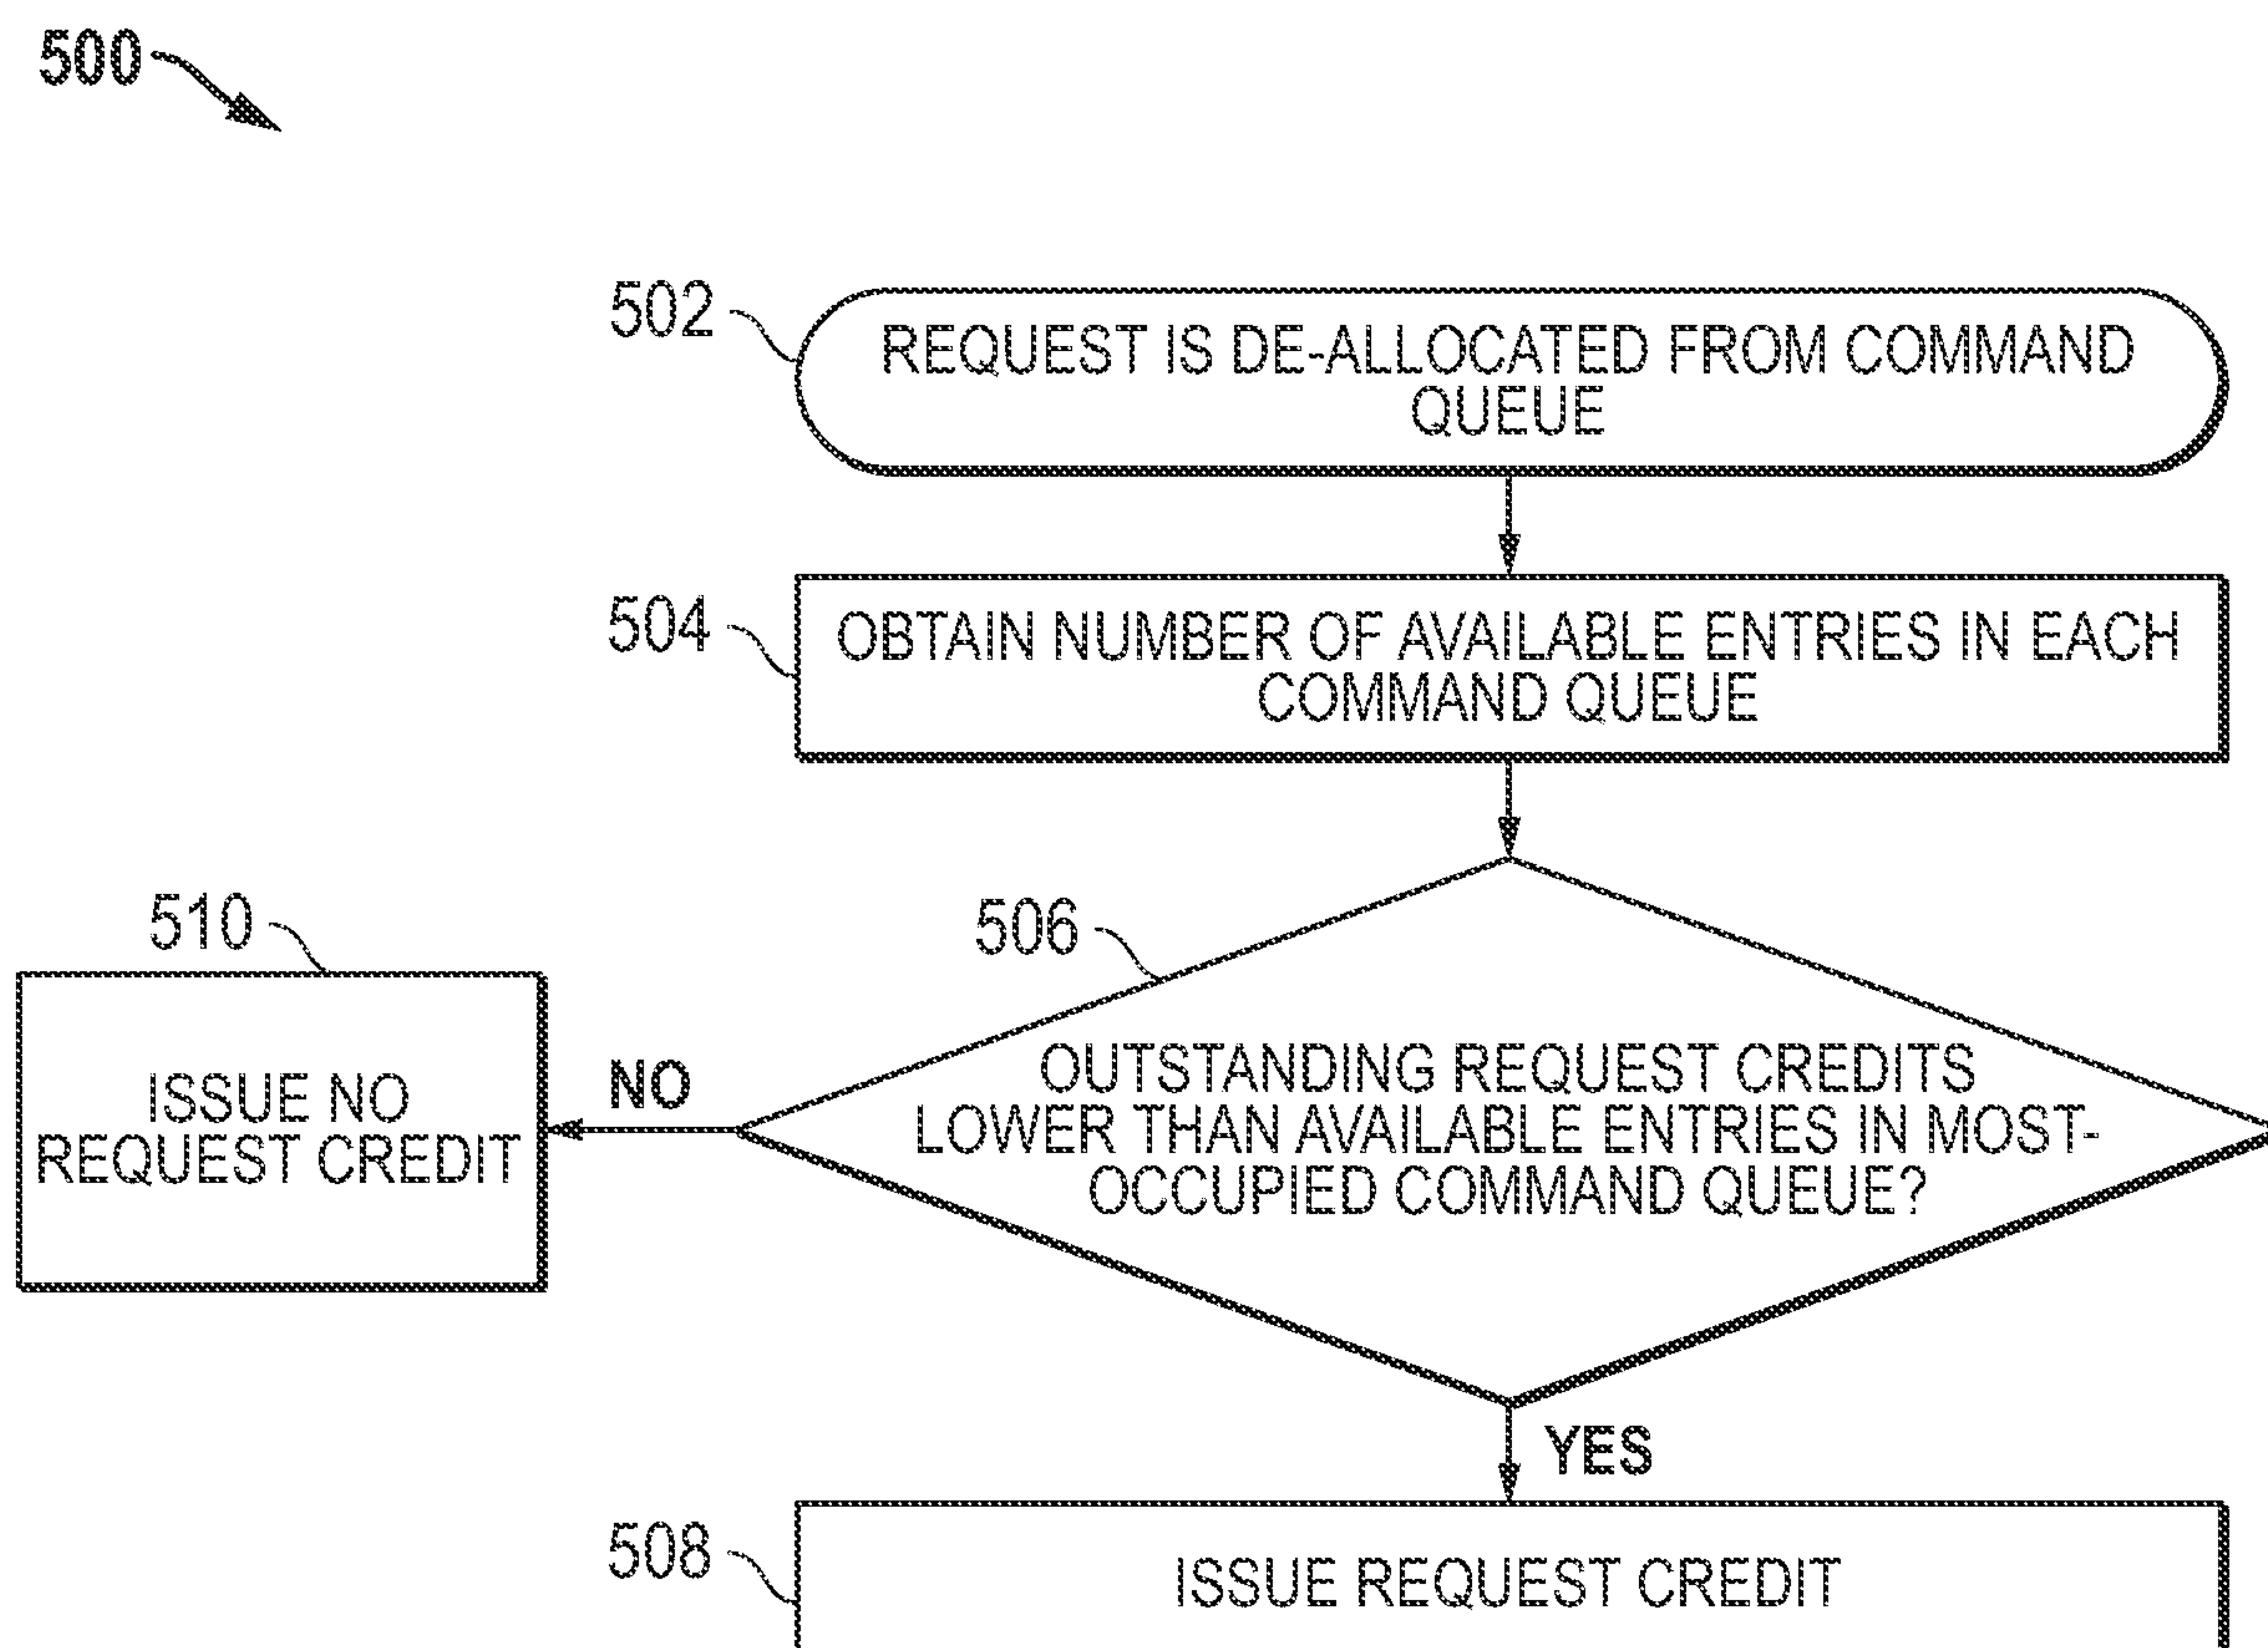 500
502
REQUEST IS DE-ALLOCATED FROM COMMAND
QUEUE
504
OBTAIN NUMBER OF AVAILABLE ENTRIES IN EACH
COMMAND QUEUE
510
506
ISSUE NO
REQUEST CREDIT
NO
OUTSTANDING REQUEST CREDITS
LOWER THAN AVAILABLE ENTRIES IN MOST-
OCCUPIED COMMAND QUEUE?
YES
508
ISSUE REQUEST CREDIT